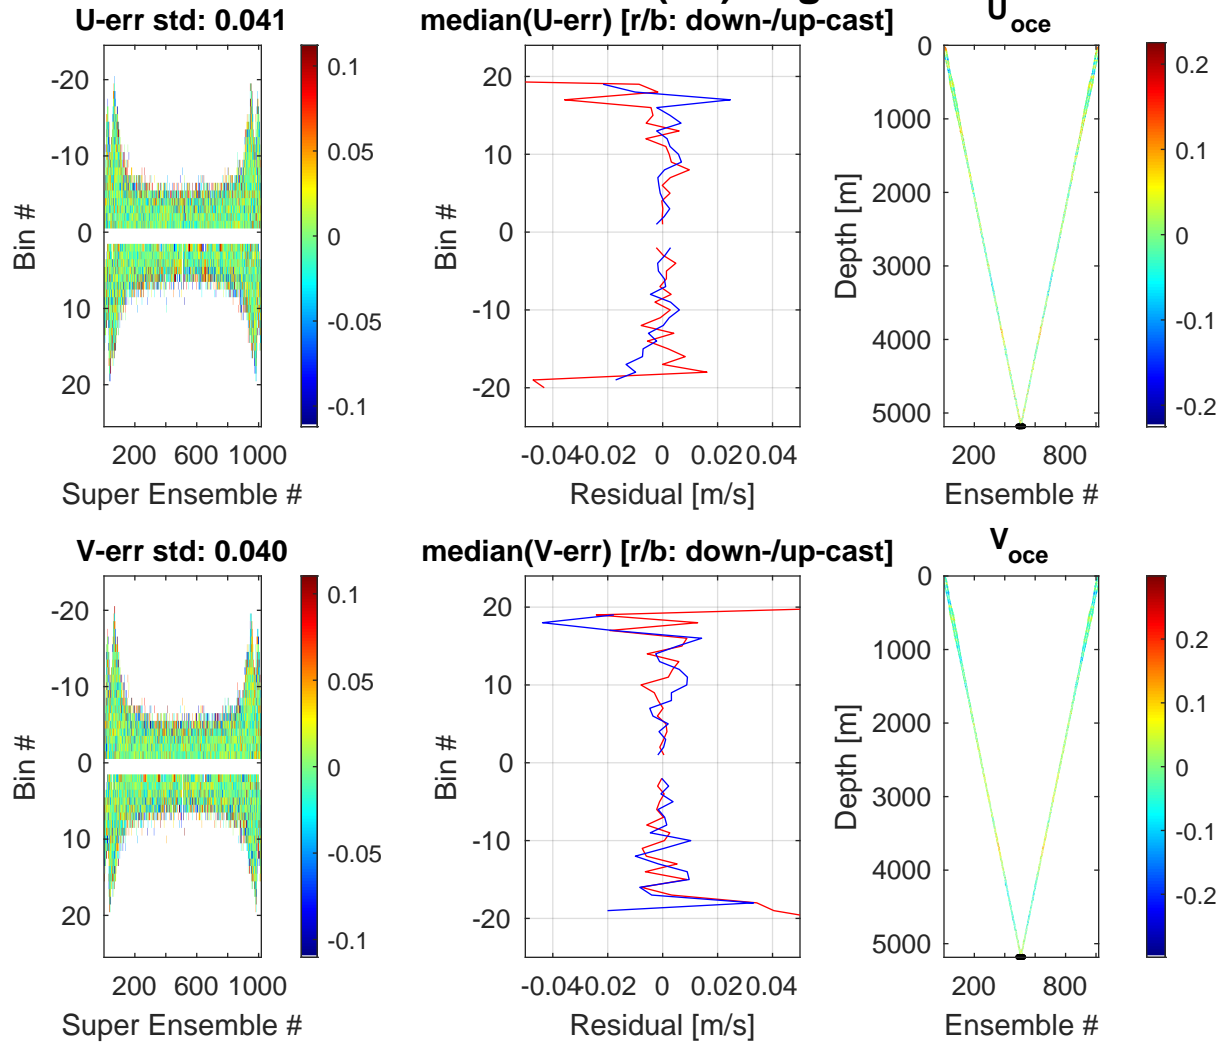 U-err std: 0.041
median(U-err) [r/b: down-/up-cast]
U oce
-20
-10
0
10
20
Bin #
200 600 1000
Super Ensemble #
0.1
0.05
0
-0.05
-0.1
20
10
0
-10
-20
Bin #
-0.04 -0.02 0 0.02 0.04
Residual [m/s]
0
1000
2000
3000
4000
5000
Depth [m]
200 800
Ensemble #
0.2
0.1
0
-0.1
-0.2
V-err std: 0.040
median(V-err) [r/b: down-/up-cast]
V oce
-20
-10
0
10
20
Bin #
200 600 1000
Super Ensemble #
0.1
0.05
0
-0.05
-0.1
20
10
0
-10
-20
Bin #
-0.04 -0.02 0 0.02 0.04
Residual [m/s]
0
1000
2000
3000
4000
5000
Depth [m]
200 800
Ensemble #
0.2
0.1
0
-0.1
-0.2